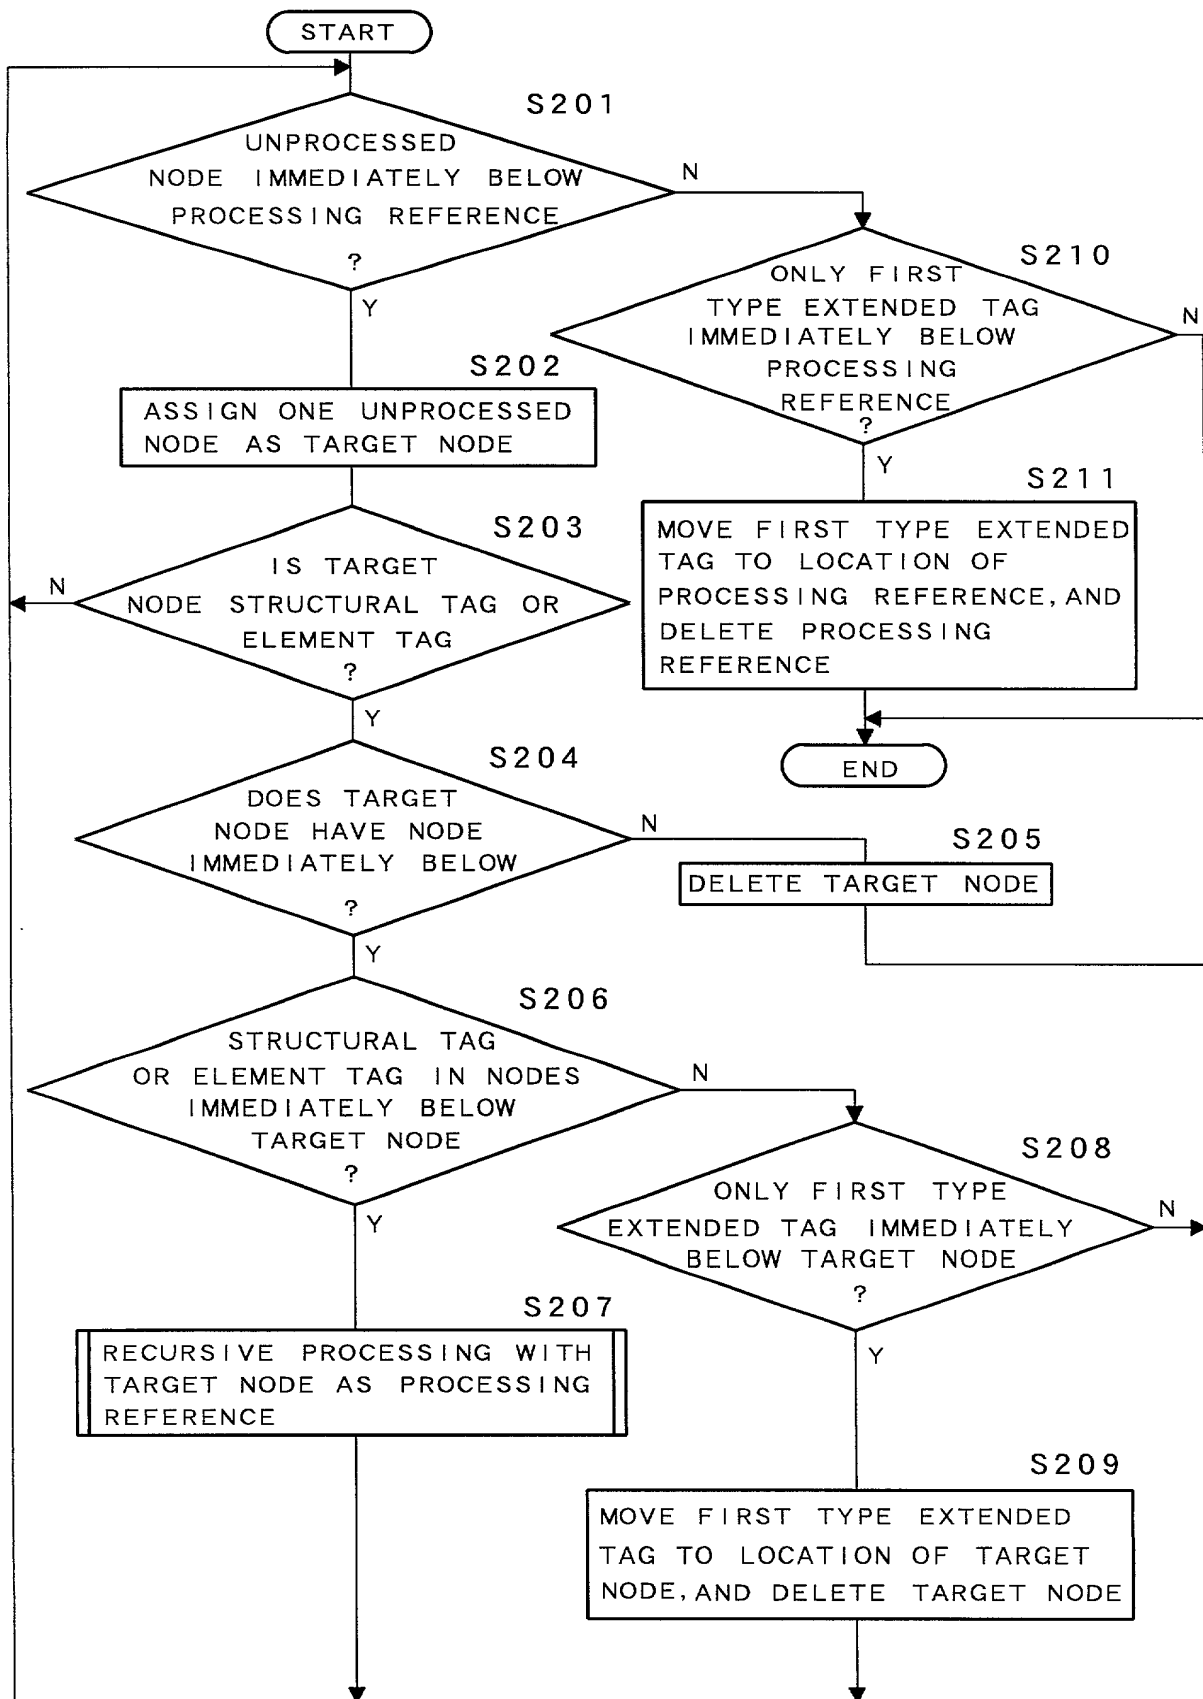 START
S201
UNPROCESSED
NODE IMMEDIATELY BELOW
PROCESSING REFERENCE
?
N
Y
S210
ONLY FIRST
TYPE EXTENDED TAG
IMMEDIATELY BELOW
PROCESSING
REFERENCE
?
N
Y
S202
ASSIGN ONE UNPROCESSED
NODE AS TARGET NODE
S211
MOVE FIRST TYPE EXTENDED
TAG TO LOCATION OF
PROCESSING REFERENCE, AND
DELETE PROCESSING
REFERENCE
END
S203
IS TARGET
NODE STRUCTURAL TAG OR
ELEMENT TAG
?
N
Y
S204
DOES TARGET
NODE HAVE NODE
IMMEDIATELY BELOW
?
N
Y
S205
DELETE TARGET NODE
S206
STRUCTURAL TAG
OR ELEMENT TAG IN NODES
IMMEDIATELY BELOW
TARGET NODE
?
N
Y
S208
ONLY FIRST TYPE
EXTENDED TAG IMMEDIATELY
BELOW TARGET NODE
?
N
Y
S207
RECURSIVE PROCESSING WITH
TARGET NODE AS PROCESSING
REFERENCE
S209
MOVE FIRST TYPE EXTENDED
TAG TO LOCATION OF TARGET
NODE, AND DELETE TARGET NODE